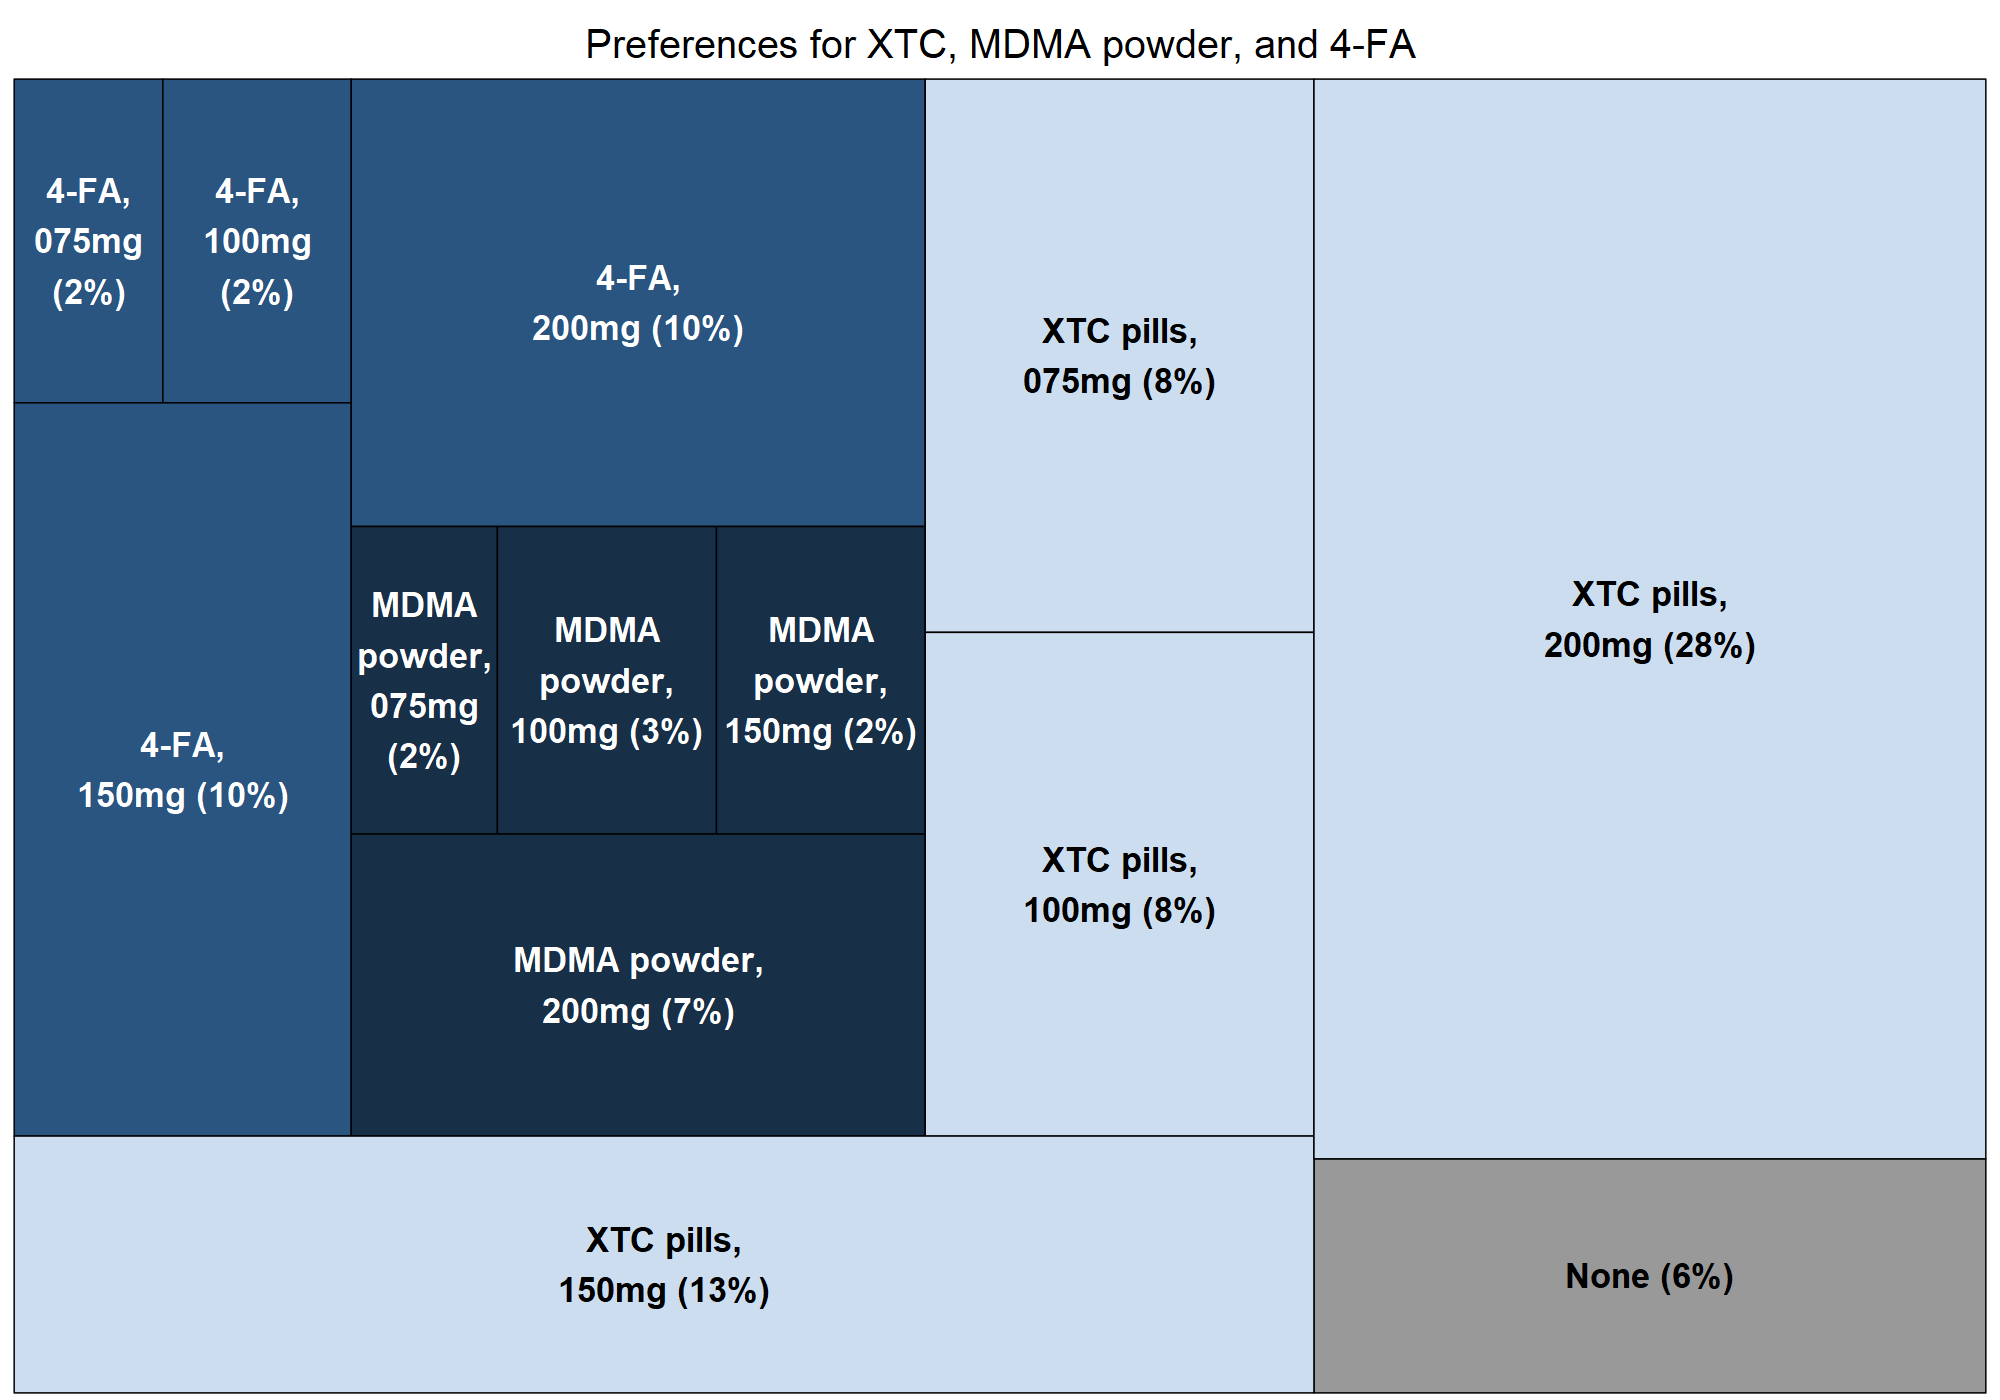 Preferences for XTC, MDMA powder, and 4-FA
4-FA,
075mg
(2%)
4-FA,
100mg
(2%)
4-FA,
200mg (10%)
XTC pills,
075mg (8%)
XTC pills,
200mg (28%)
4-FA,
150mg (10%)
MDMA
powder,
075mg
(2%)
MDMA
powder,
100mg (3%)
MDMA
powder,
150mg (2%)
XTC pills,
100mg (8%)
MDMA powder,
200mg (7%)
XTC pills,
150mg (13%)
None (6%)